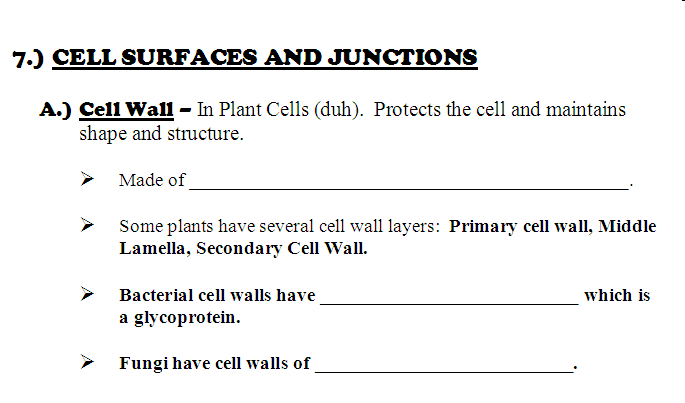 7.) CELL SURFACES AND JUNCTIONS
A.) Cell Wall – In Plant Cells (duh). Protects the cell and maintains
shape and structure.
➢ Made of ______________________________________________.
➢ Some plants have several cell wall layers: Primary cell wall, Middle
Lamella, Secondary Cell Wall.
➢ Bacterial cell walls have ___________________________ which is
a glycoprotein.
➢ Fungi have cell walls of ___________________________.